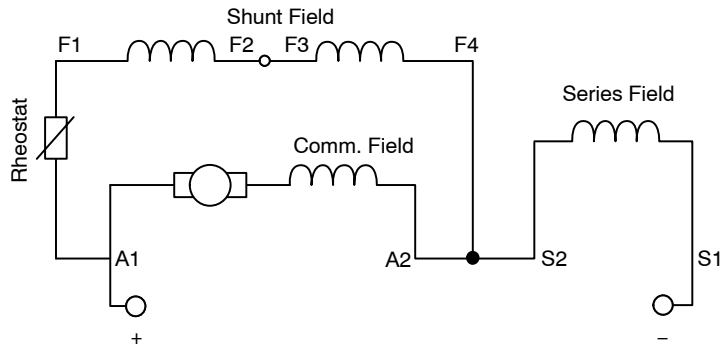 Shunt Field
F1 F2 F3 F4
Series Field
Rheostat
Comm. Field
A1 A2 S2 S1
+ −